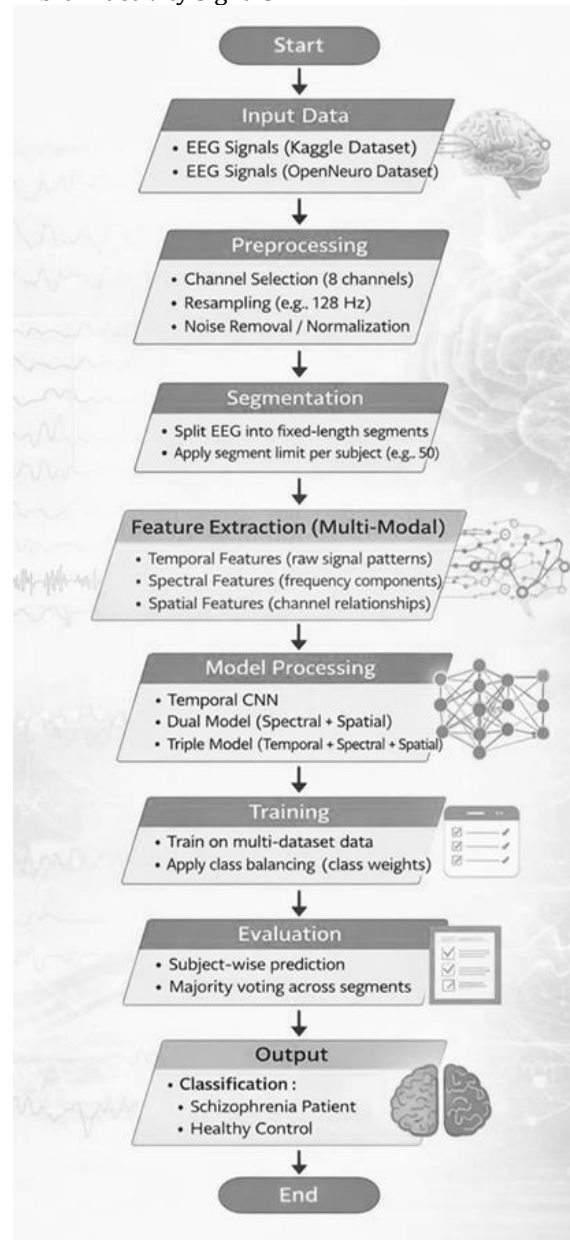 Start
Input Data
• EEG Signals (Kaggle Dataset)
• EEG Signals (OpenNeuro Dataset)
Preprocessing
• Channel Selection (8 channels)
• Resampling (e.g., 128 Hz)
• Noise Removal / Normalization
Segmentation
• Split EEG into fixed-length segments
• Apply segment limit per subject (e.g., 50)
Feature Extraction (Multi-Modal)
• Temporal Features (raw signal patterns)
• Spectral Features (frequency components)
• Spatial Features (channel relationships)
Model Processing
• Temporal CNN
• Dual Model (Spectral + Spatial)
• Triple Model (Temporal + Spectral + Spatial)
Training
• Train on multi-dataset data
• Apply class balancing (class weights)
Evaluation
• Subject-wise prediction
• Majority voting across segments
Output
• Classification :
• Schizophrenia Patient
• Healthy Control
End